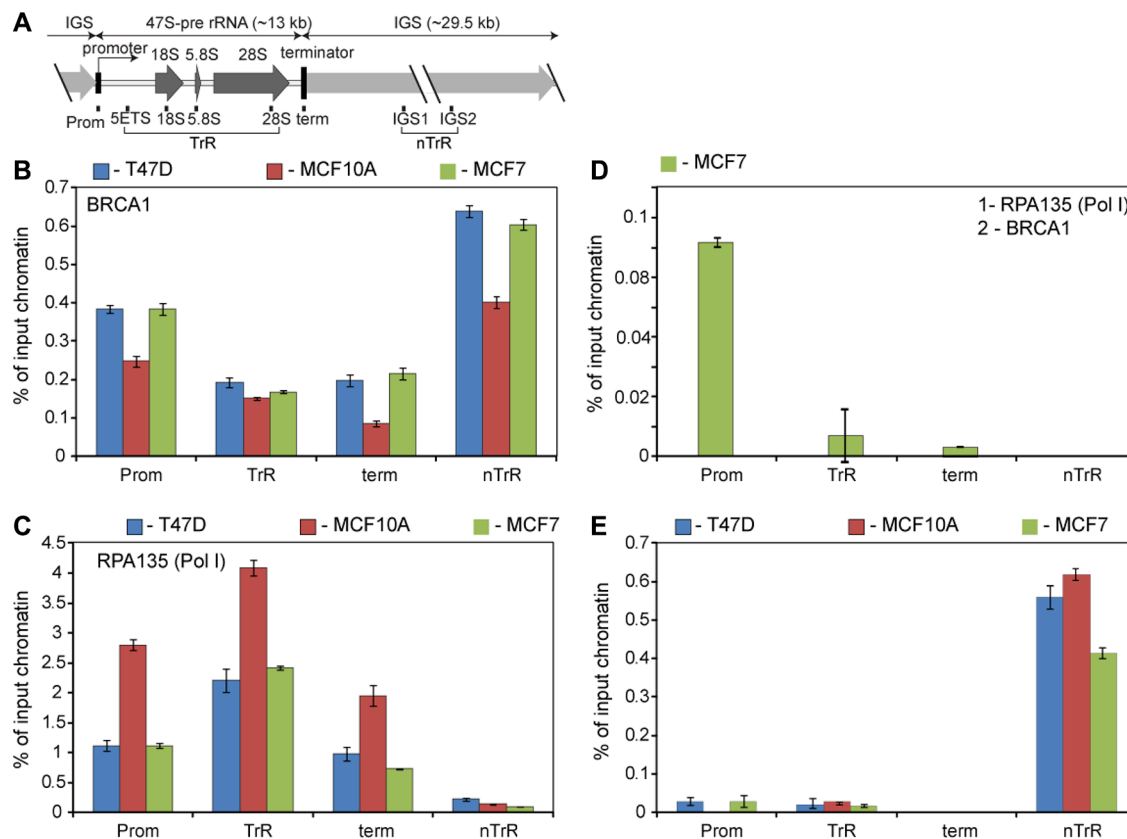 A
IGS 47S-pre rRNA (~13 kb) IGS (~29.5 kb)
promoter 18S 5.8S 28S terminator
Prom 5ETS 18S 5.8S 28S term IGS1 IGS2
TrR nTrR
B
- T47D - MCF10A - MCF7
BRCA1
% of input chromatin
0.7
0.6
0.5
0.4
0.3
0.2
0.1
0
Prom TrR term nTrR
D
- MCF7
1- RPA135 (Pol I)
2 - BRCA1
% of input chromatin
0.1
0.08
0.06
0.04
0.02
0
Prom TrR term nTrR
C
- T47D - MCF10A - MCF7
RPA135 (Pol I)
% of input chromatin
4.5
4
3.5
3
2.5
2
1.5
1
0.5
0
Prom TrR term nTrR
E
- T47D - MCF10A - MCF7
% of input chromatin
0.7
0.6
0.5
0.4
0.3
0.2
0.1
0
Prom TrR term nTrR